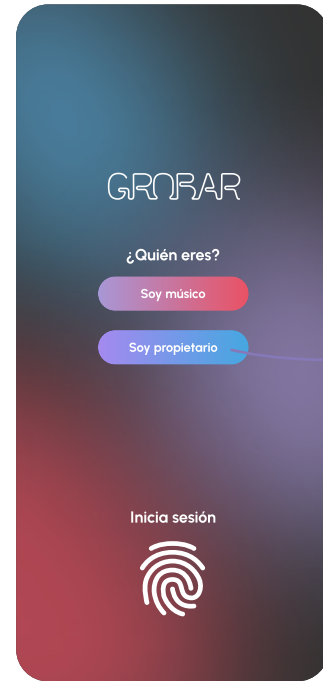 GROBAR
¿Quién eres?
Soy músico
Soy propietario
Inicia sesión